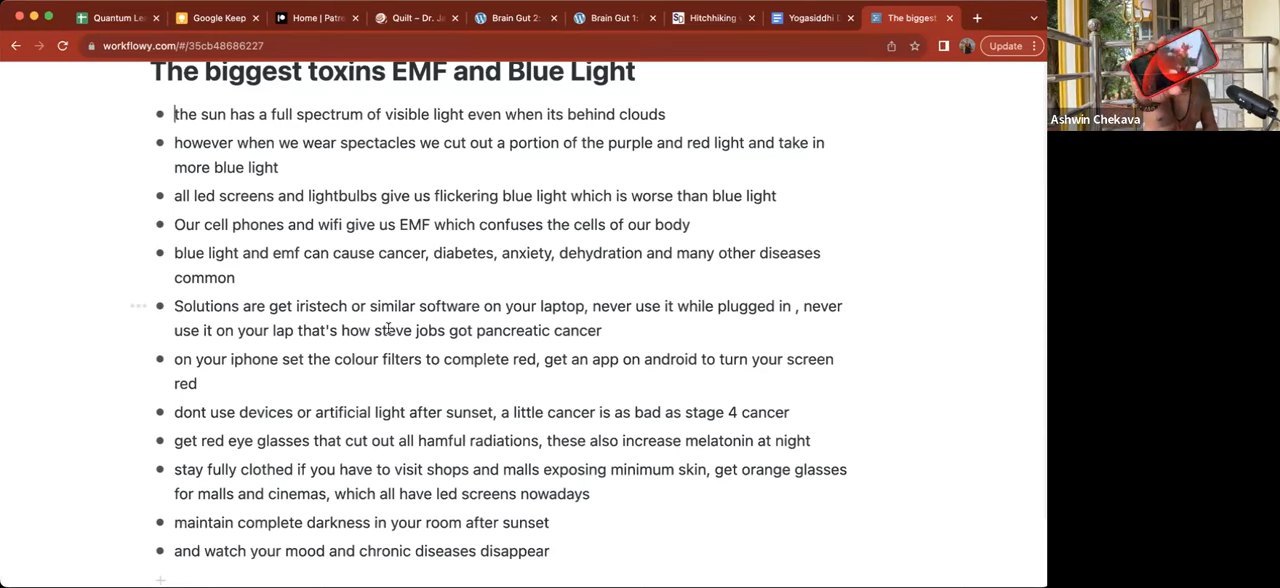 Quantum Le
Google Keep
Home | Patre
Quilt – Dr. Ja
Brain Gut 2:
Brain Gut 1:
Hitchhiking
Yogasiddhi D
The biggest
workflowy.com/#/35cb48686227
Update
The biggest toxins EMF and Blue Light
the sun has a full spectrum of visible light even when its behind clouds
however when we wear spectacles we cut out a portion of the purple and red light and take in
more blue light
all led screens and lightbulbs give us flickering blue light which is worse than blue light
Our cell phones and wifi give us EMF which confuses the cells of our body
blue light and emf can cause cancer, diabetes, anxiety, dehydration and many other diseases
common
Solutions are get iristech or similar software on your laptop, never use it while plugged in , never
use it on your lap that's how steve jobs got pancreatic cancer
on your iphone set the colour filters to complete red, get an app on android to turn your screen
red
dont use devices or artificial light after sunset, a little cancer is as bad as stage 4 cancer
get red eye glasses that cut out all hamful radiations, these also increase melatonin at night
stay fully clothed if you have to visit shops and malls exposing minimum skin, get orange glasses
for malls and cinemas, which all have led screens nowadays
maintain complete darkness in your room after sunset
and watch your mood and chronic diseases disappear
Ashwin Chekava